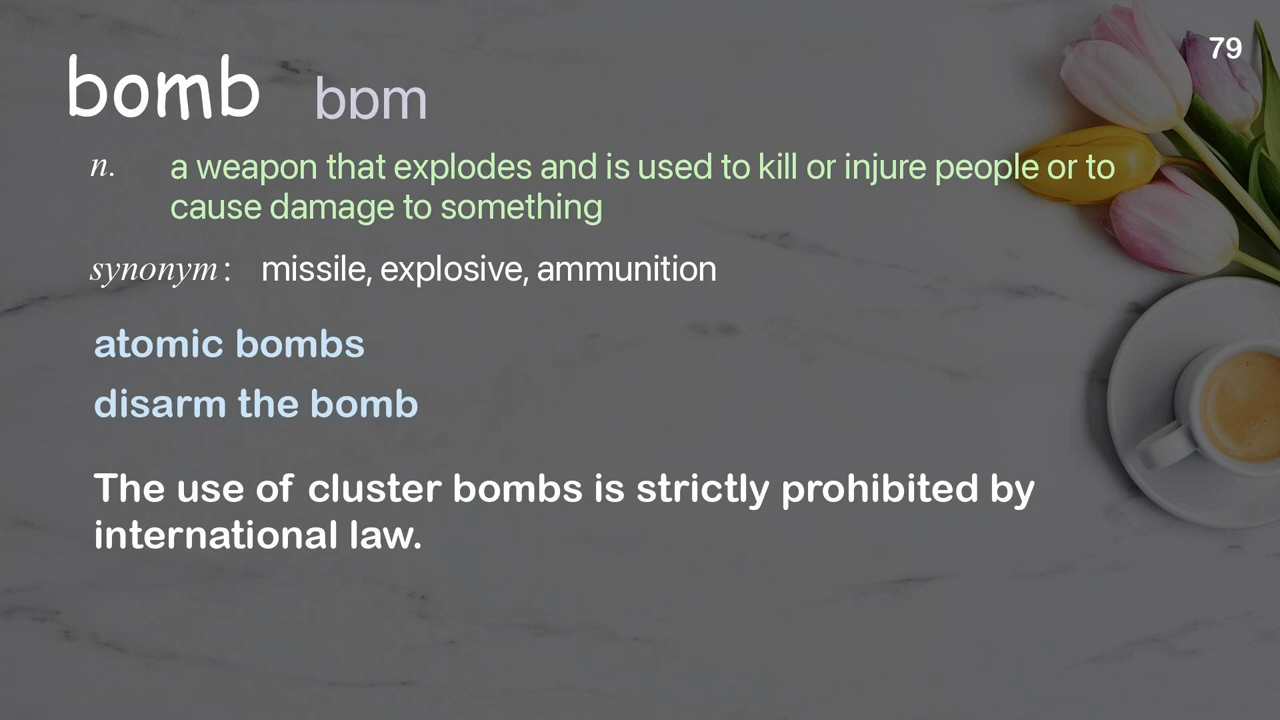 79
bomb bɒm
n. a weapon that explodes and is used to kill or injure people or to
cause damage to something
synonym: missile, explosive, ammunition
atomic bombs
disarm the bomb
The use of cluster bombs is strictly prohibited by
international law.